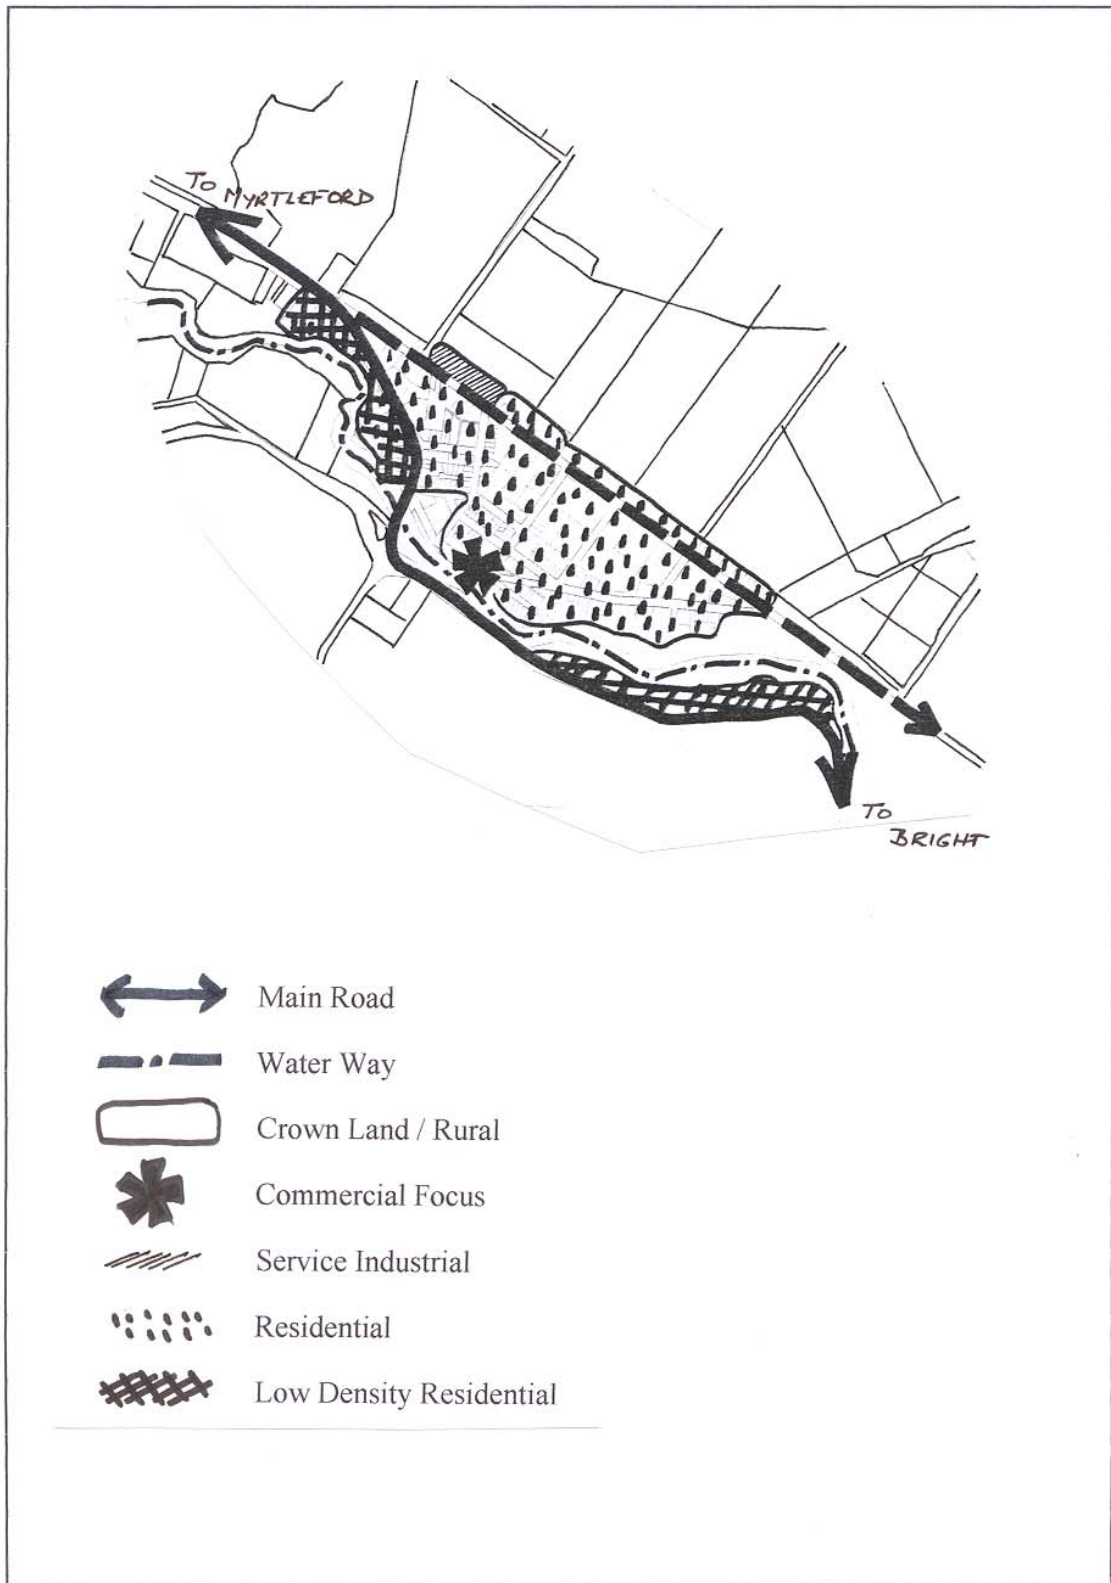 To
MYRTLEFORD
To
BRIGHT
Main Road
Water Way
Crown Land / Rural
Commercial Focus
Service Industrial
Residential
Low Density Residential